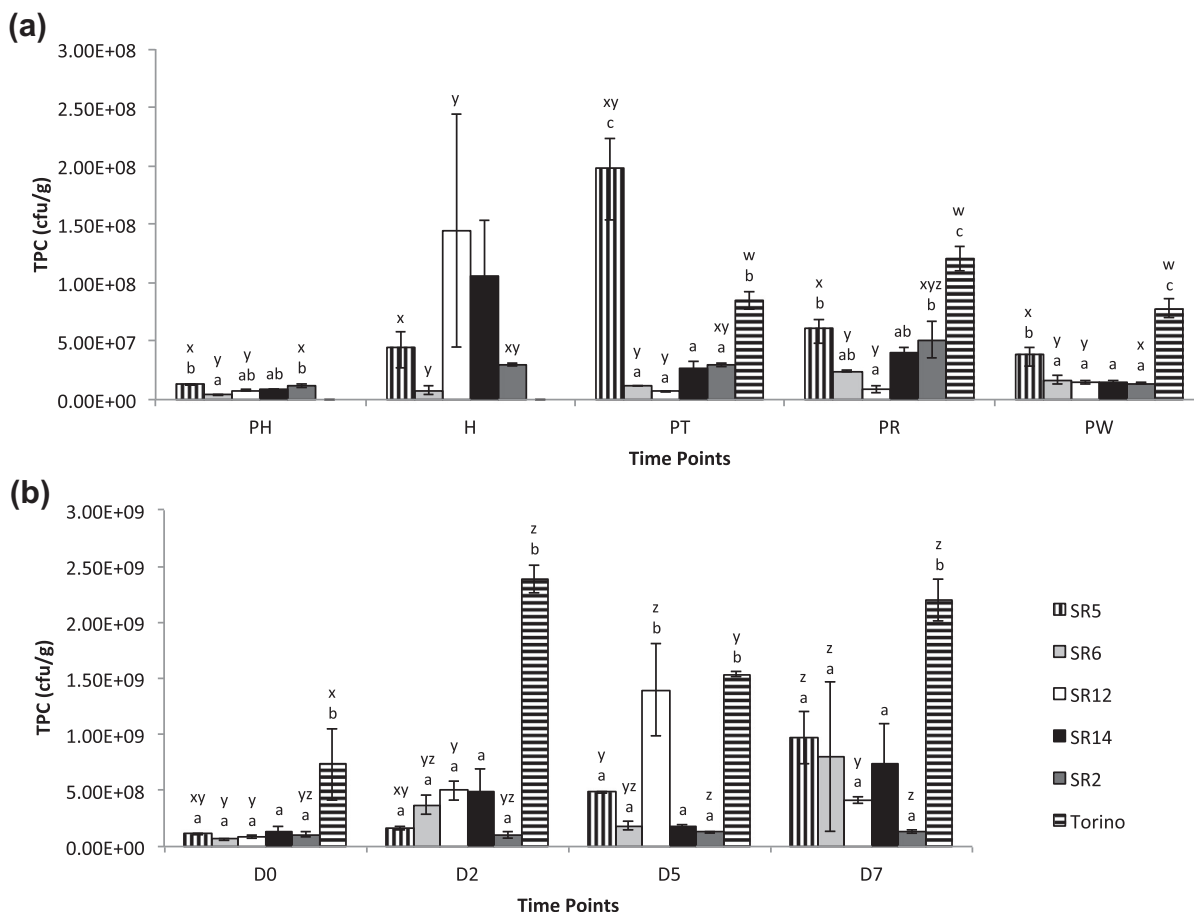 (a)
3.00E+08
2.50E+08
2.00E+08
1.50E+08
1.00E+08
5.00E+07
0.00E+00
TPC (cfu/g)
x y y ab x
b a ab b
x y y xy
xy y y a xy w
c a a a b
x y y ab xyz w
b ab a b c
x y y a x w
b a a a c
PH H PT PR PW
Time Points
(b)
3.00E+09
2.50E+09
2.00E+09
1.50E+09
1.00E+09
5.00E+08
0.00E+00
TPC (cfu/g)
xy y y a yz x
a a a a b
xy yz y a yz z
a a a a b
y yz z a z y
a a b a b
z z y a z z
a a a a b
D0 D2 D5 D7
Time Points
SR5
SR6
SR12
SR14
SR2
Torino